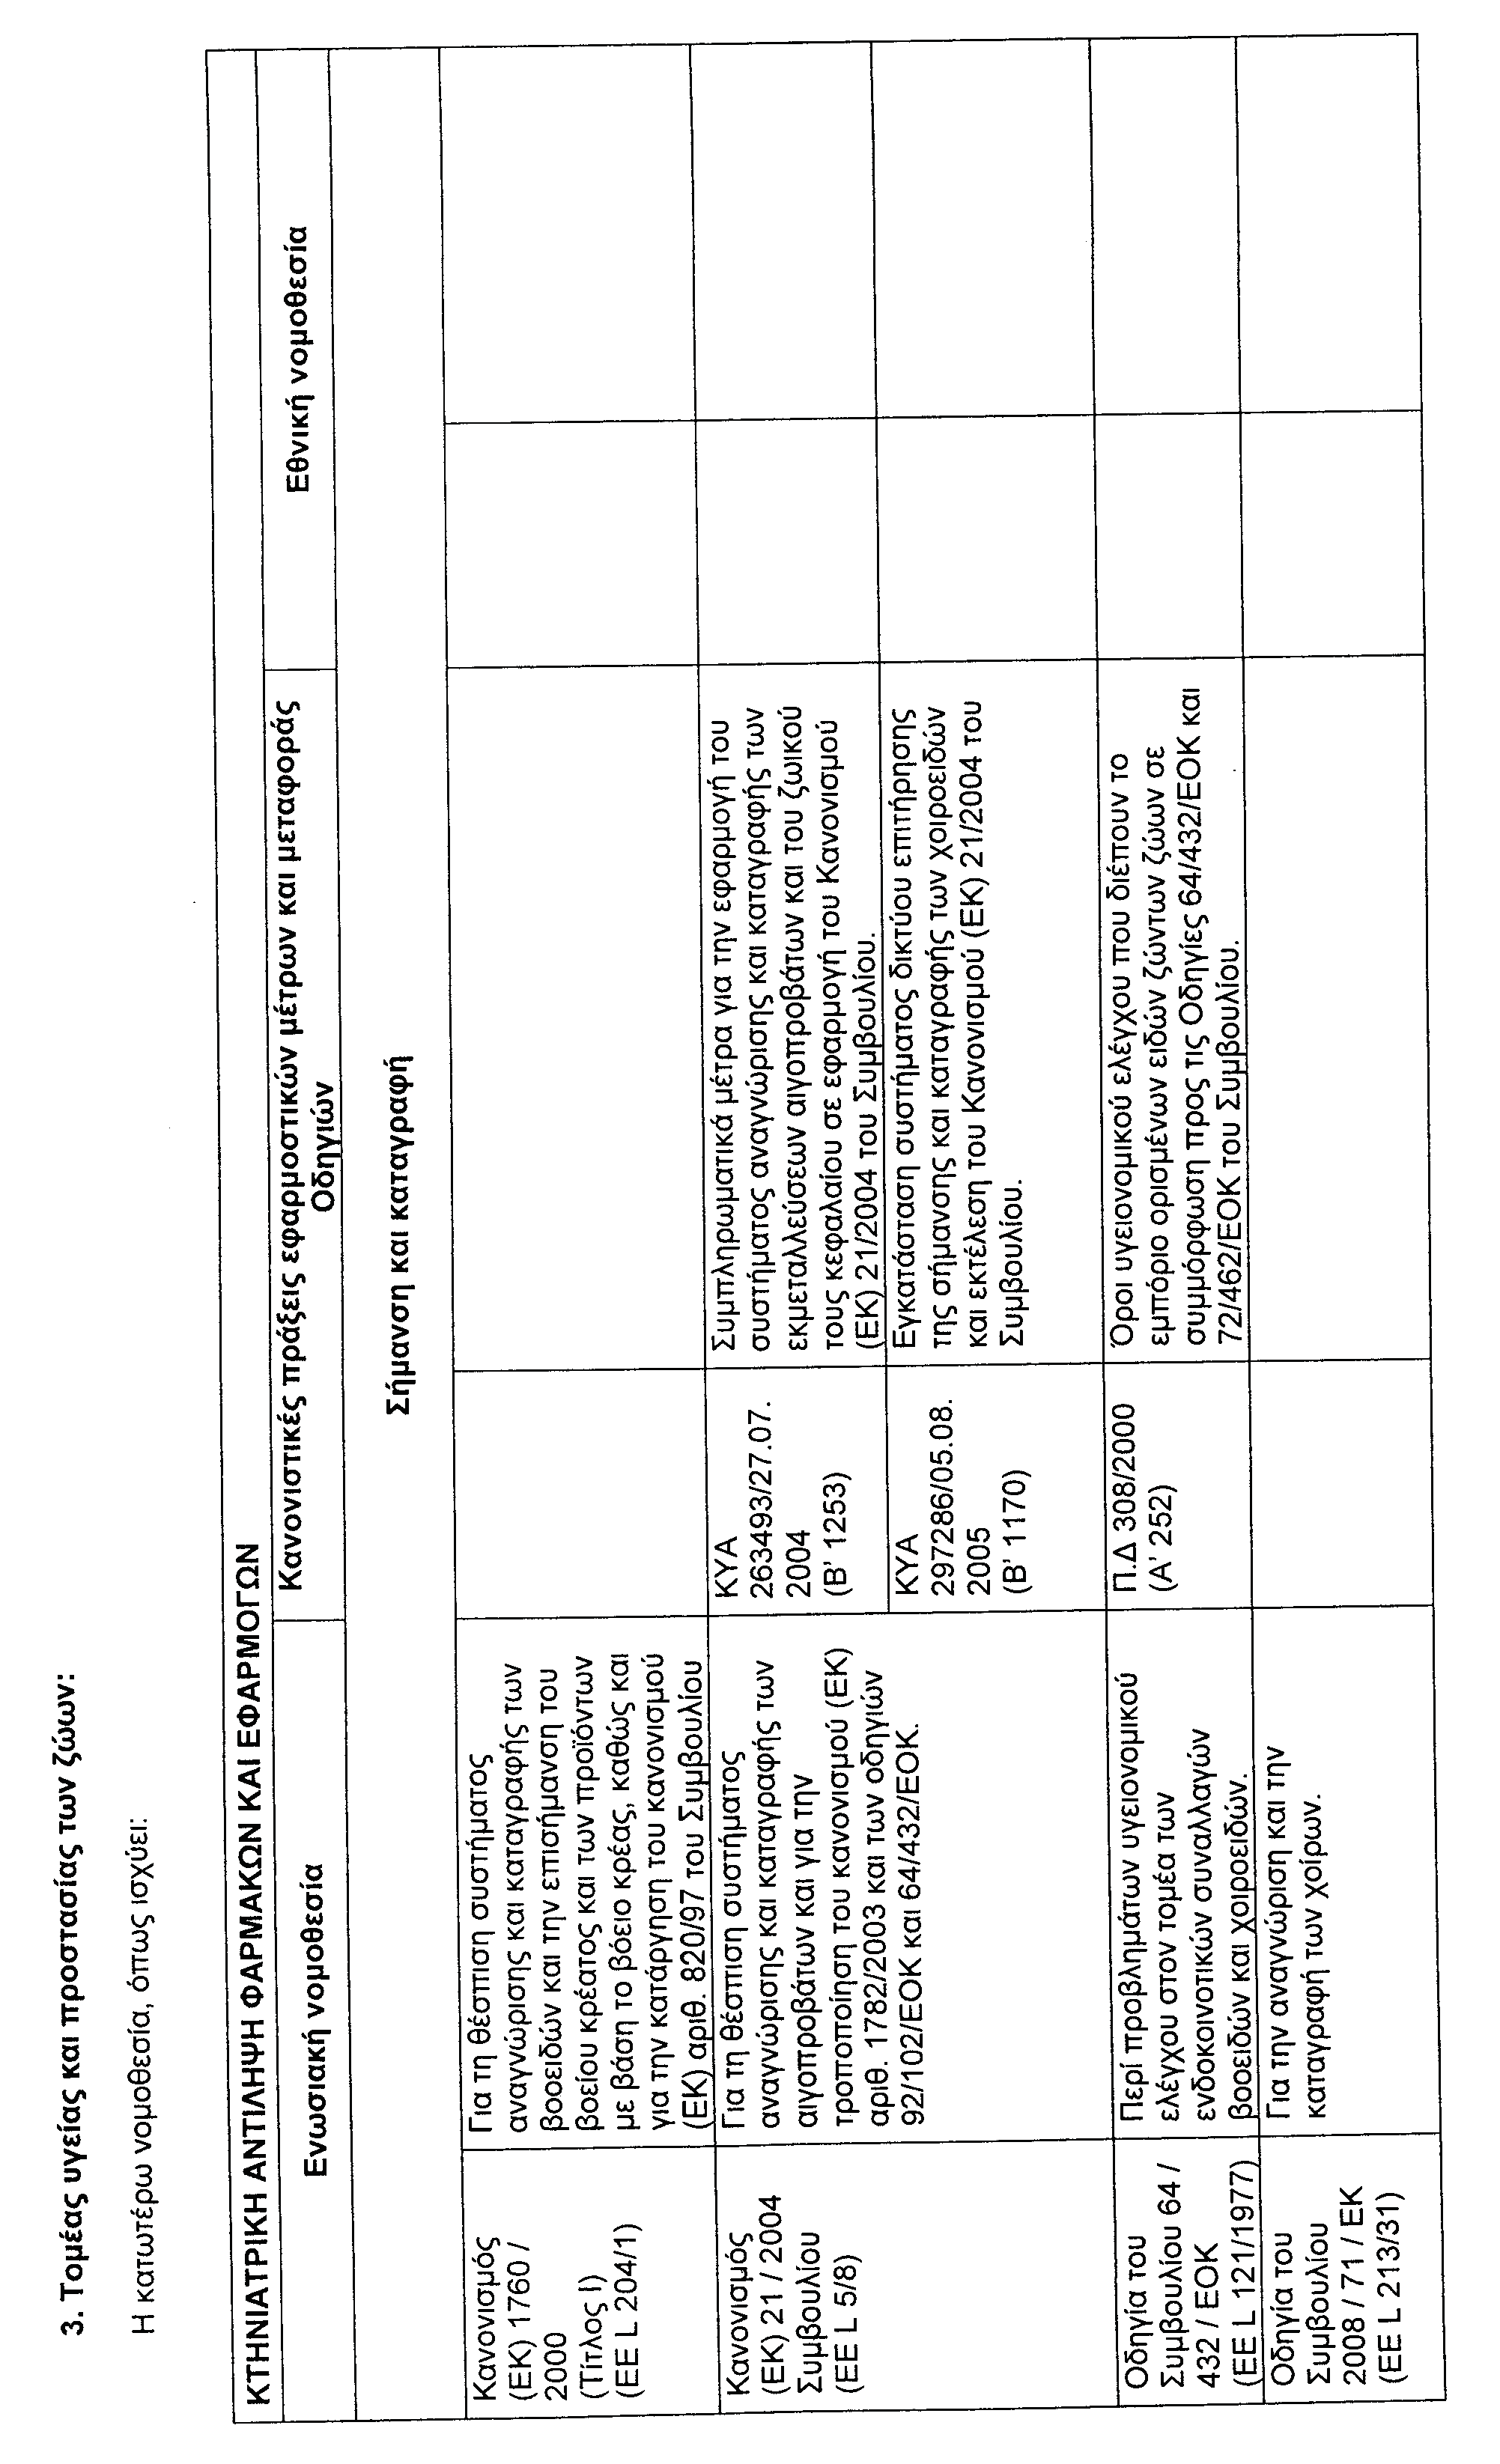 3. Τομέας υγείας και προστασίας των ζώων:
Η κατωτέρω νομοθεσία, όπως ισχύει:
ΚΤΗΝΙΑΤΡΙΚΗ ΑΝΤΙΛΗΨΗ ΦΑΡΜΑΚΩΝ ΚΑΙ ΕΦΑΡΜΟΓΩΝ
Ενωσιακή νομοθεσία
Κανονιστικές πράξεις εφαρμοστικών μέτρων και μεταφοράς
Οδηγιών
Εθνική νομοθεσία
Σήμανση και καταγραφή
Κανονισμός
(ΕΚ) 1760 /
2000
(Τίτλος Ι)
(ΕΕ L 204/1)
Για τη θέσπιση συστήματος
αναγνώρισης και καταγραφής των
βοοειδών και την επισήμανση του
βοείου κρέατος και των προϊόντων
με βάση το βόειο κρέας, καθώς και
για την κατάργηση του κανονισμού
(ΕΚ) αριθ. 820/97 του Συμβουλίου
Κανονισμός
(ΕΚ) 21 / 2004
Συμβουλίου
(ΕΕ L 5/8)
Για τη θέσπιση συστήματος
αναγνώρισης και καταγραφής των
αιγοπροβάτων και για την
τροποποίηση του κανονισμού (ΕΚ)
αριθ. 1782/2003 και των οδηγιών
92/102/ΕΟΚ και 64/432/ΕΟΚ.
ΚΥΑ
263493/27.07.
2004
(Β' 1253)
Συμπληρωματικά μέτρα για την εφαρμογή του
συστήματος αναγνώρισης και καταγραφής των
εκμεταλλεύσεων αιγοπροβάτων και του ζωικού
τους κεφαλαίου σε εφαρμογή του Κανονισμού
(ΕΚ) 21/2004 του Συμβουλίου.
ΚΥΑ
297286/05.08.
2005
(Β' 1170)
Εγκατάσταση συστήματος δικτύου επιτήρησης
της σήμανσης και καταγραφής των χοιροειδών
και εκτέλεση του Κανονισμού (ΕΚ) 21/2004 του
Συμβουλίου.
Οδηγία του
Συμβουλίου 64 /
432 / ΕΟΚ
(ΕΕ L 121/1977)
Περί προβλημάτων υγειονομικού
ελέγχου στον τομέα των
ενδοκοινοτικών συναλλαγών
βοοειδών και χοιροειδών.
Π.Δ 308/2000
(Α' 252)
Όροι υγειονομικού ελέγχου που διέπουν το
εμπόριο ορισμένων ειδών ζώντων ζώων σε
συμμόρφωση προς τις Οδηγίες 64/432/ΕΟΚ και
72/462/ΕΟΚ του Συμβουλίου.
Οδηγία του
Συμβουλίου
2008 / 71 / ΕΚ
(ΕΕ L 213/31)
Για την αναγνώριση και την
καταγραφή των χοίρων.